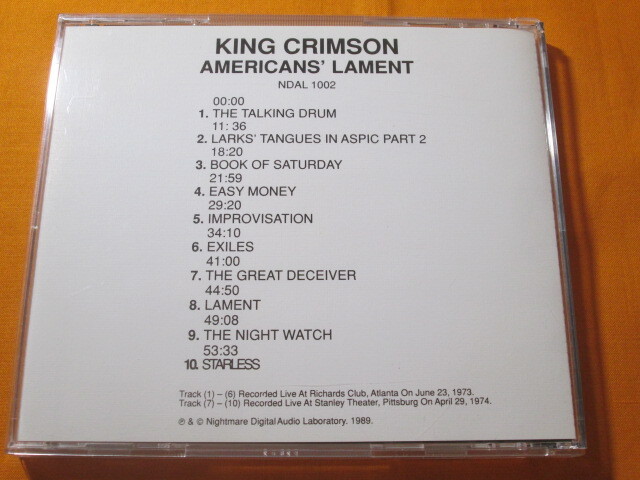 KING CRIMSON
AMERICANS' LAMENT
NDAL 1002
00:00
1. THE TALKING DRUM
11: 36
2. LARKS' TANGUES IN ASPIC PART 2
18:20
3. BOOK OF SATURDAY
21:59
4. EASY MONEY
29:20
5. IMPROVISATION
34:10
6. EXILES
41:00
7. THE GREAT DECEIVER
44:50
8. LAMENT
49:08
9. THE NIGHT WATCH
53:33
10. STARLESS
Track (1) – (6) Recorded Live At Richards Club, Atlanta On June 23, 1973.
Track (7) – (10) Recorded Live At Stanley Theater, Pittsburg On April 29, 1974.
℗ & © Nightmare Digital Audio Laboratory. 1989.